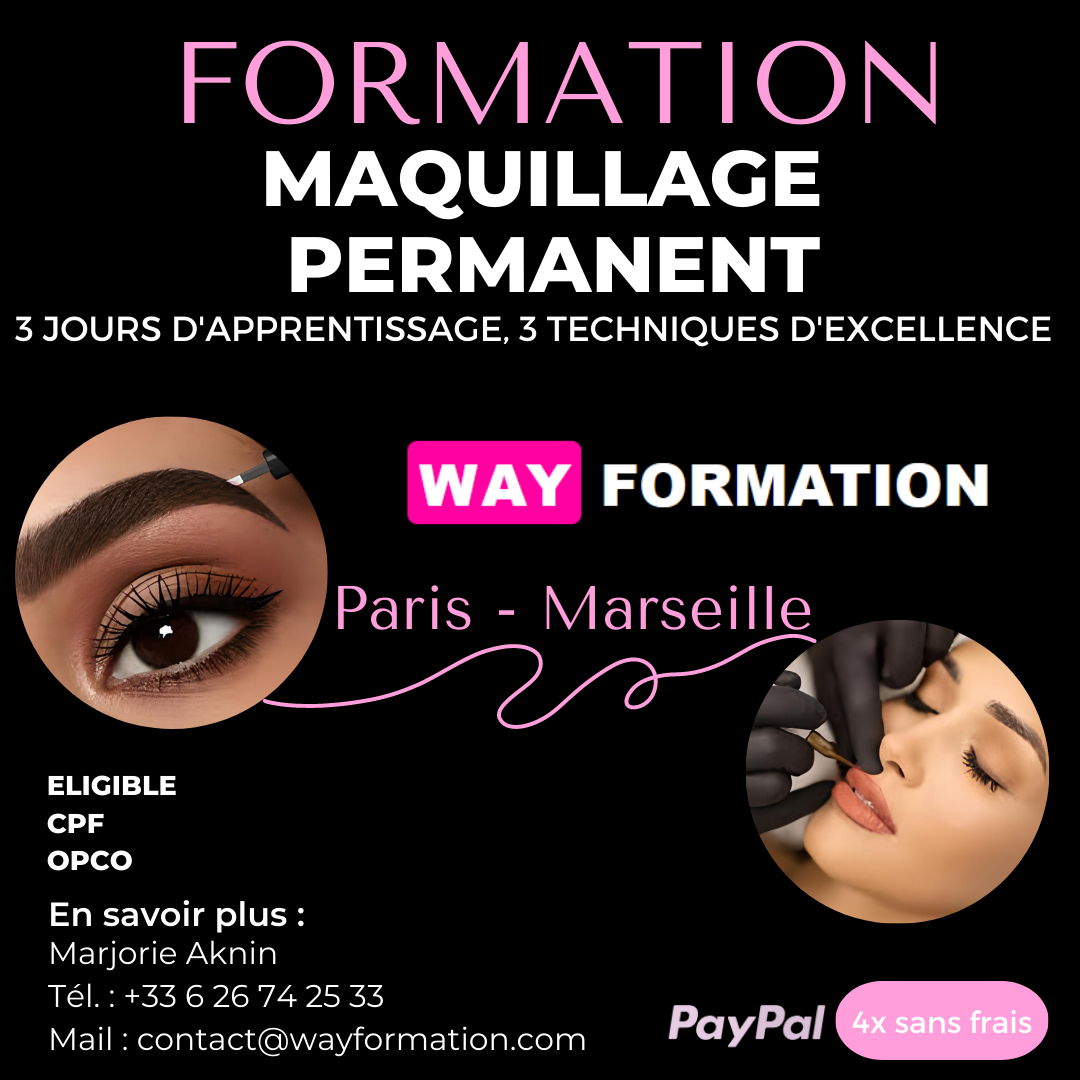 FORMATION
MAQUILLAGE
PERMANENT
3 JOURS D'APPRENTISSAGE, 3 TECHNIQUES D'EXCELLENCE
WAY FORMATION
Paris - Marseille
ELIGIBLE
CPF
OPCO
En savoir plus :
Marjorie Aknin
Tél. : +33 6 26 74 25 33
Mail : contact@wayformation.com
PayPal 4x sans frais